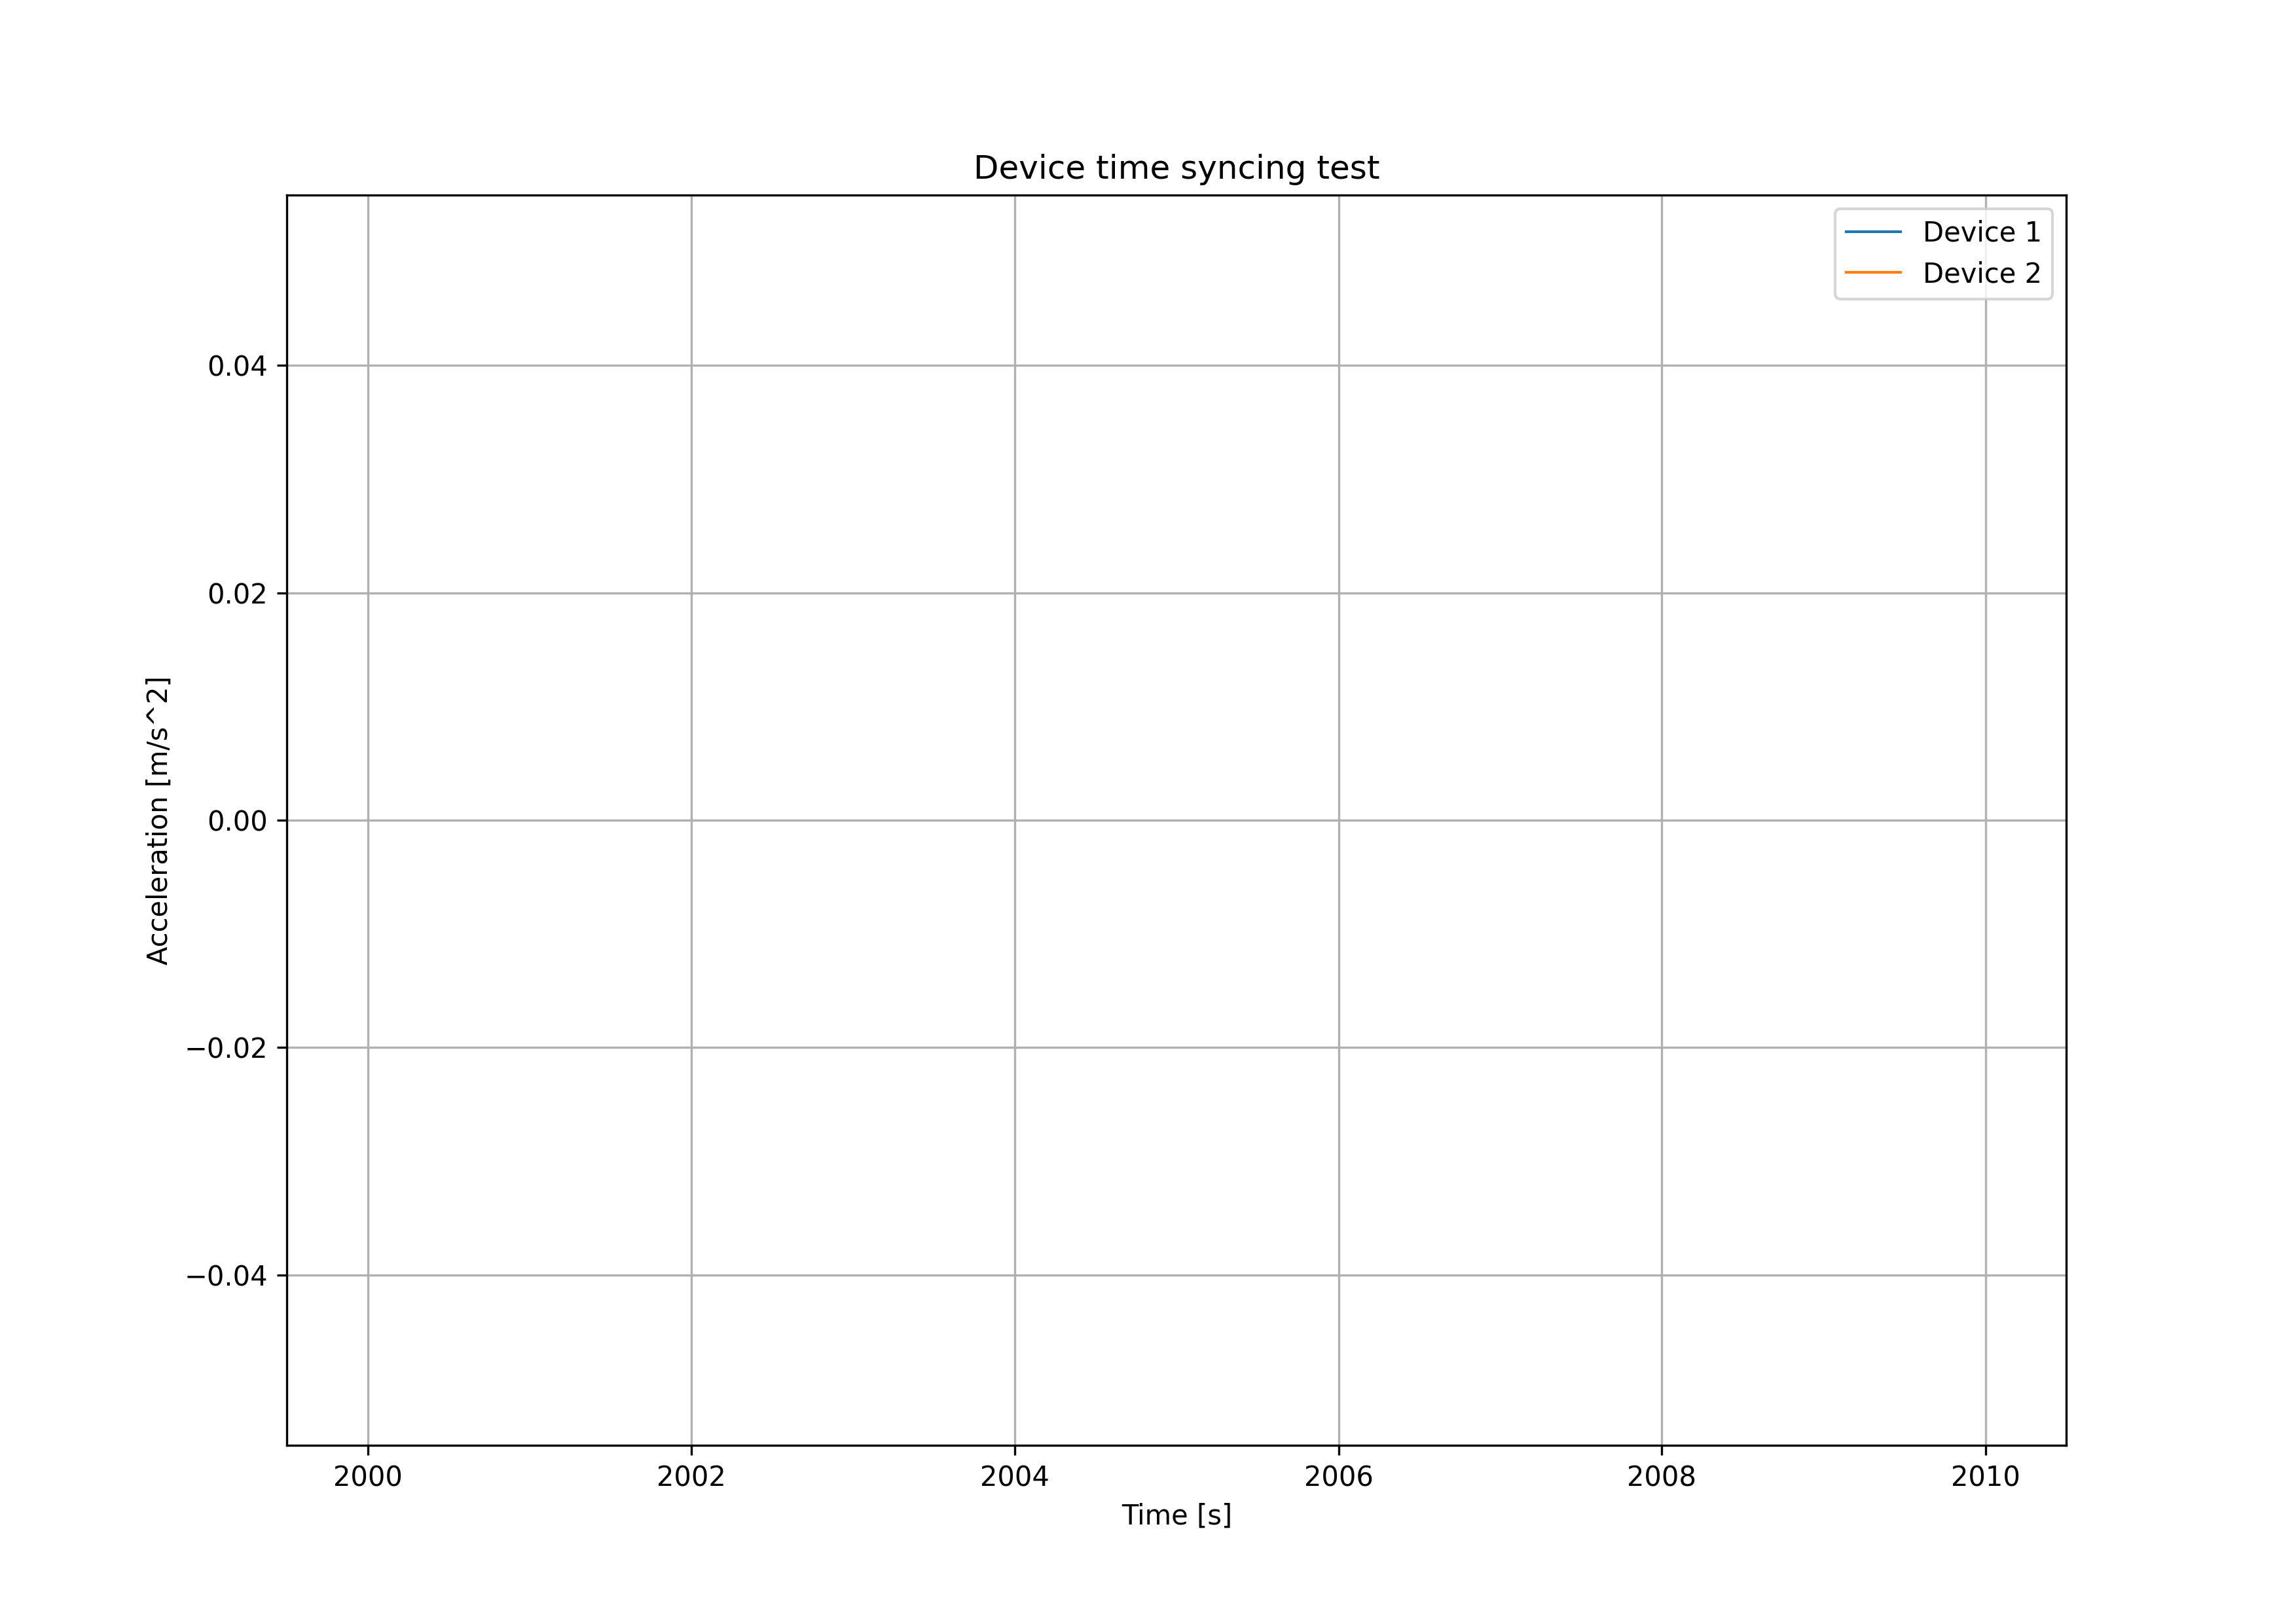 Device time syncing test
Device 1
Device 2
0.04
0.02
0.00
−0.02
−0.04
Acceleration [m/s^2]
2000 2002 2004 2006 2008 2010
Time [s]